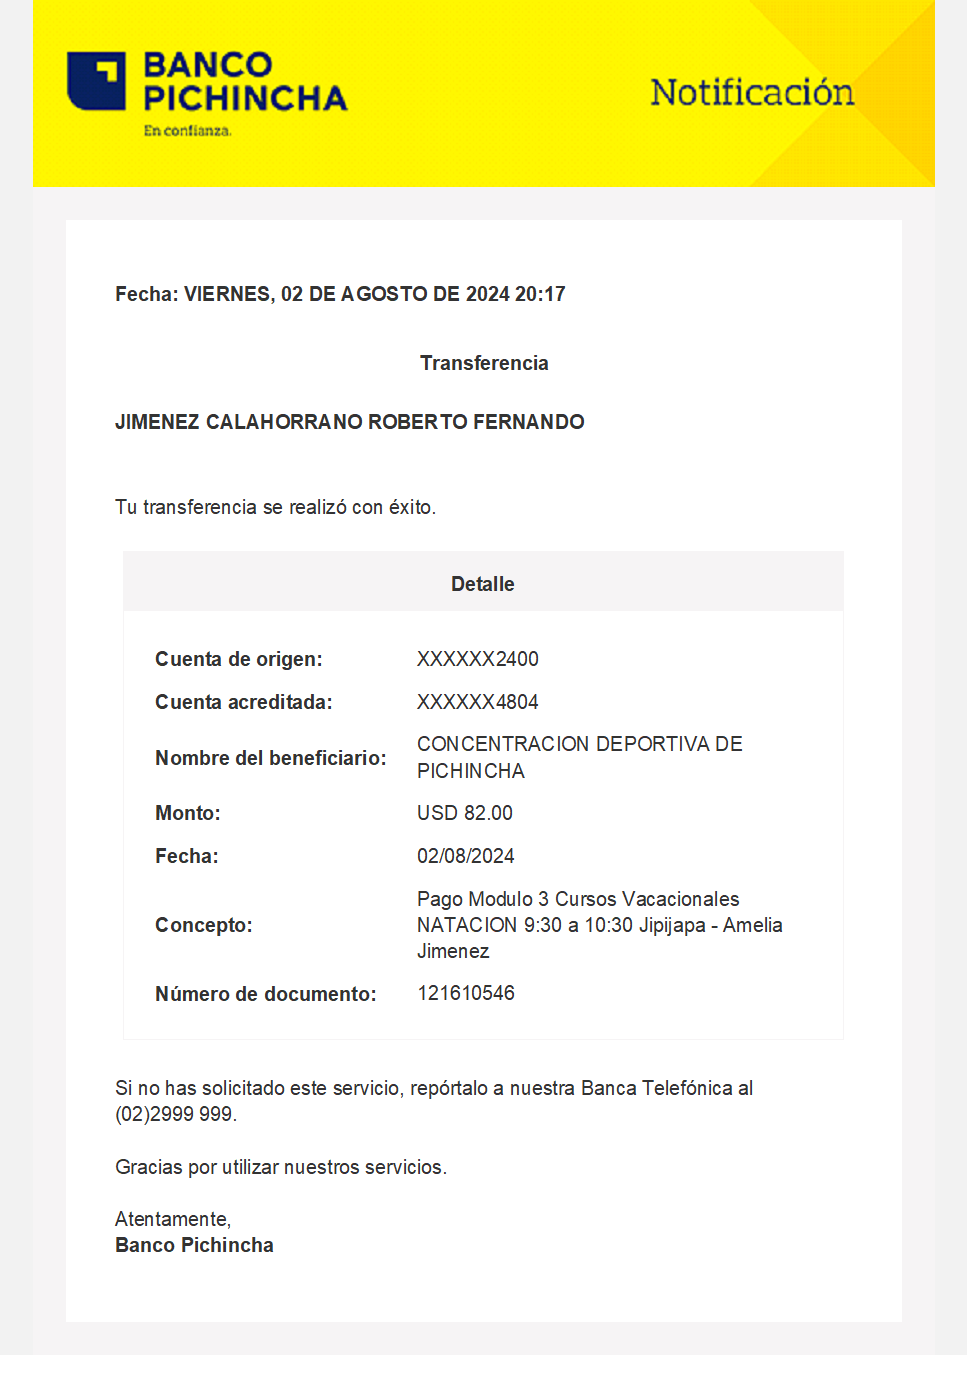 BANCO
PICHINCHA
En confianza.
Notificación
Fecha: VIERNES, 02 DE AGOSTO DE 2024 20:17
Transferencia
JIMENEZ CALAHORRANO ROBERTO FERNANDO
Tu transferencia se realizó con éxito.
Detalle
Cuenta de origen: XXXXXX2400
Cuenta acreditada: XXXXXX4804
Nombre del beneficiario: CONCENTRACION DEPORTIVA DE
PICHINCHA
Monto: USD 82.00
Fecha: 02/08/2024
Concepto: Pago Modulo 3 Cursos Vacacionales
NATACION 9:30 a 10:30 Jipijapa - Amelia
Jimenez
Número de documento: 121610546
Si no has solicitado este servicio, repórtalo a nuestra Banca Telefónica al
(02)2999 999.
Gracias por utilizar nuestros servicios.
Atentamente,
Banco Pichincha